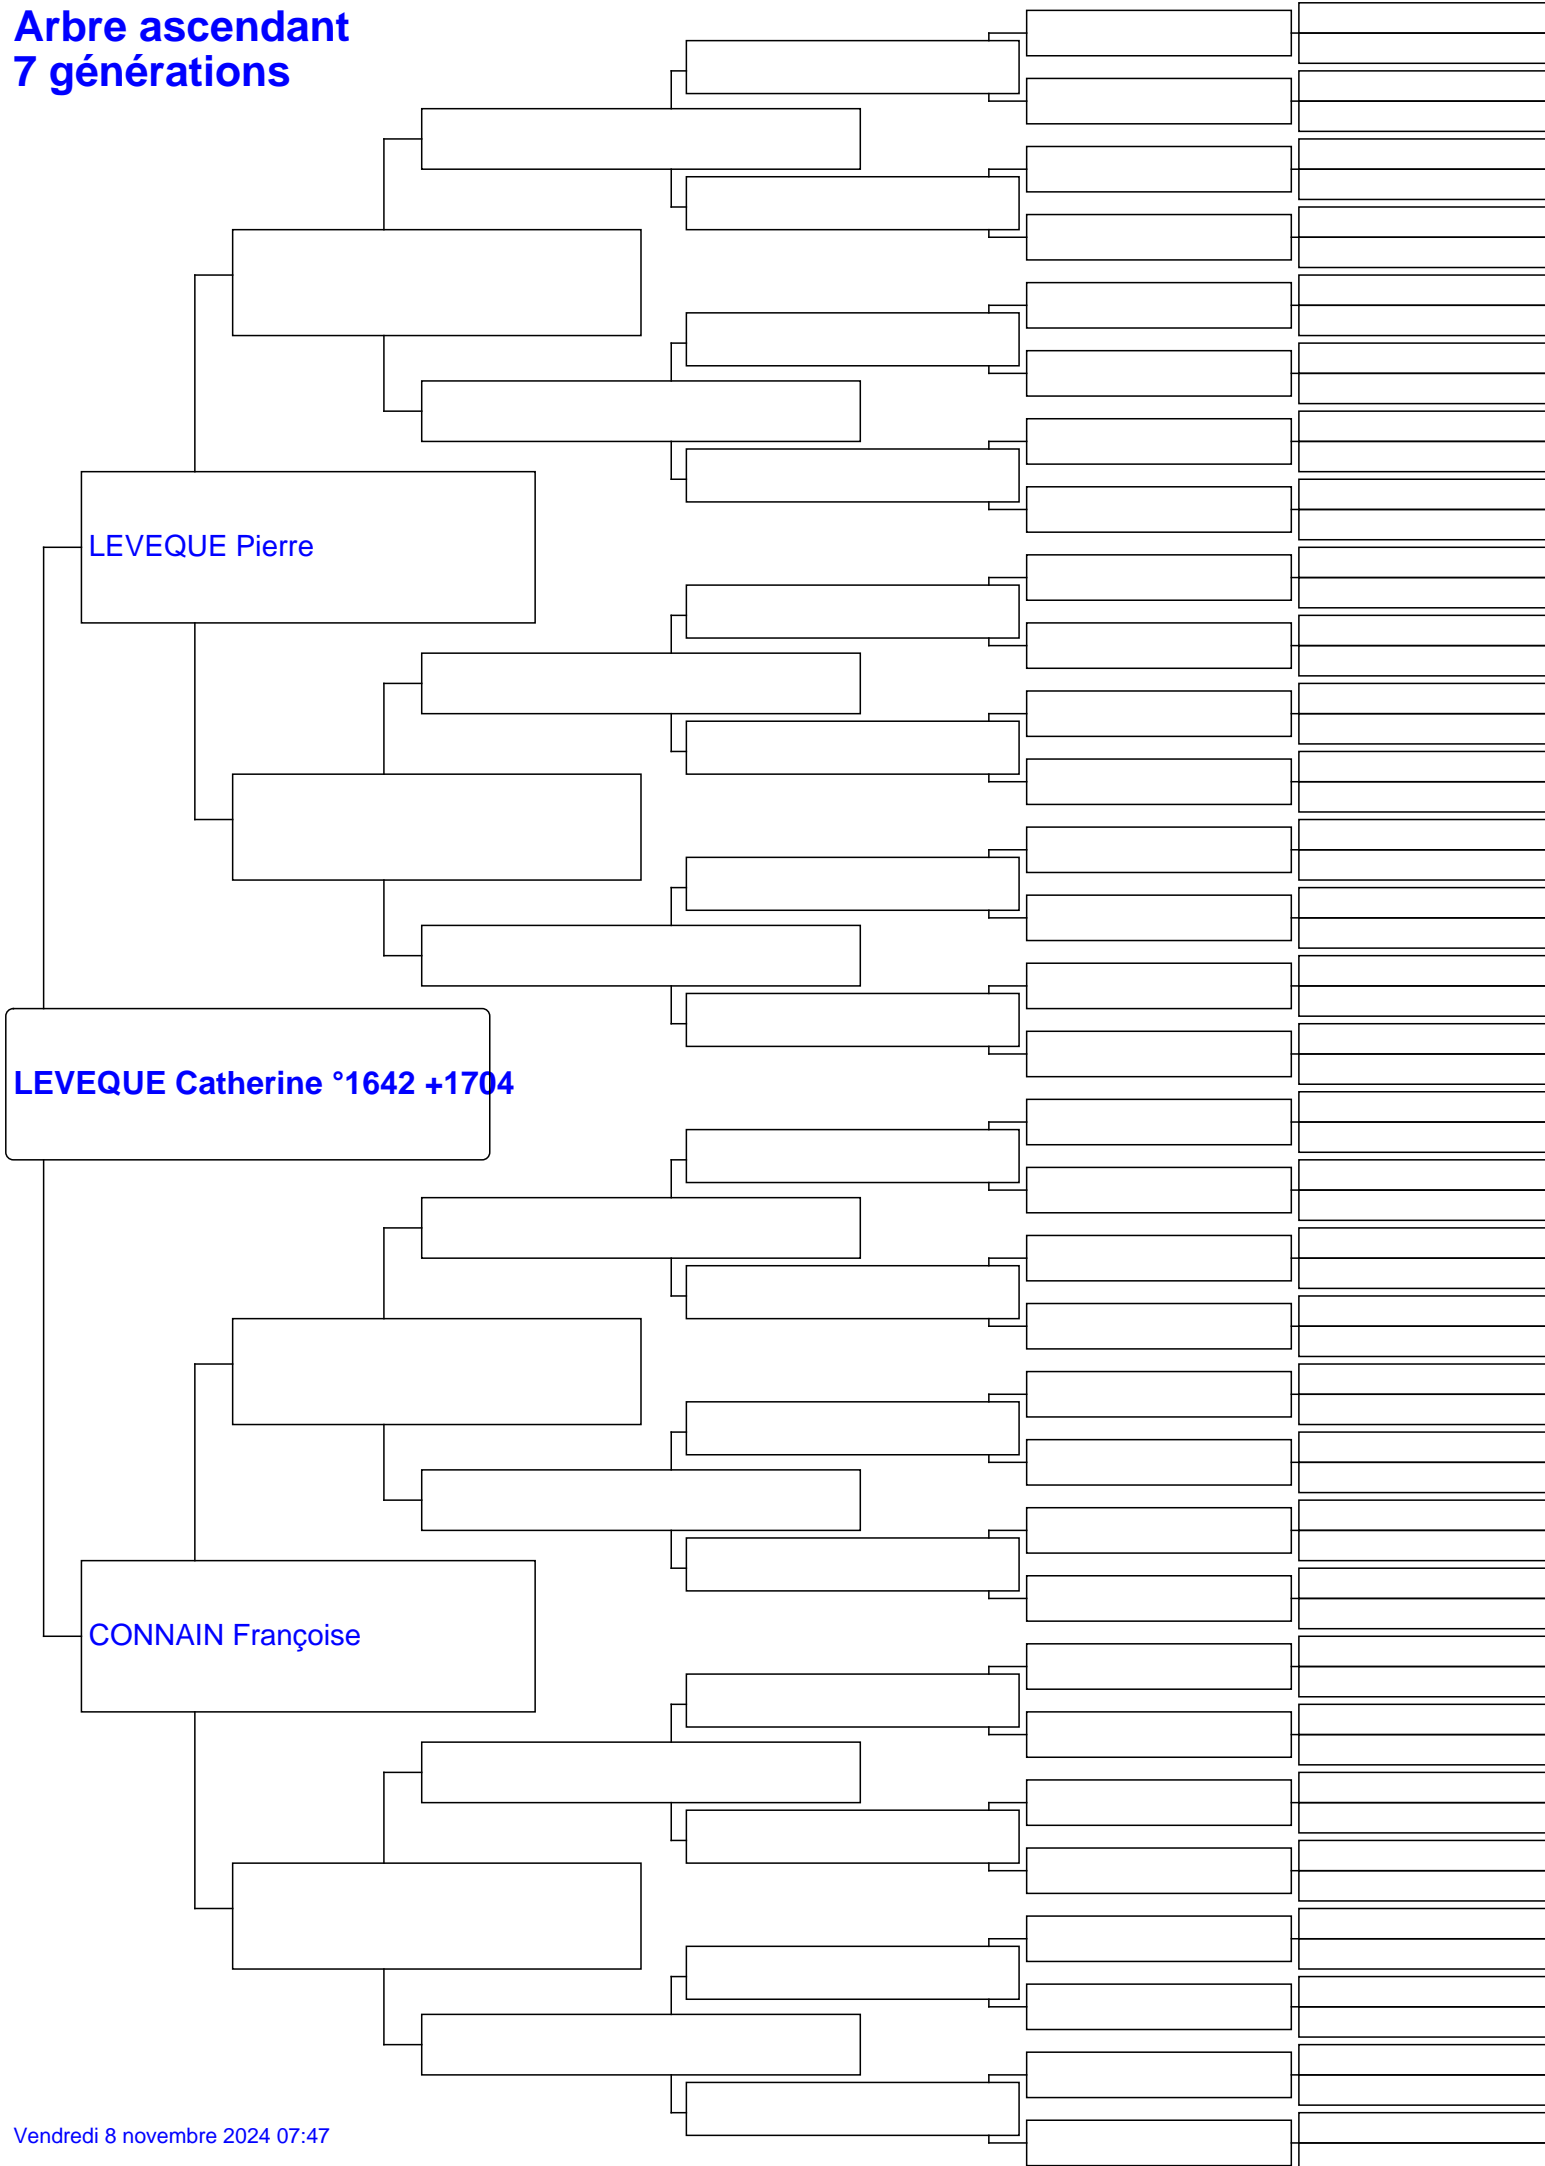 Arbre ascendant
7 générations
LEVEQUE Pierre
LEVEQUE Catherine °1642 +1704
CONNAIN Françoise
Vendredi 8 novembre 2024 07:47